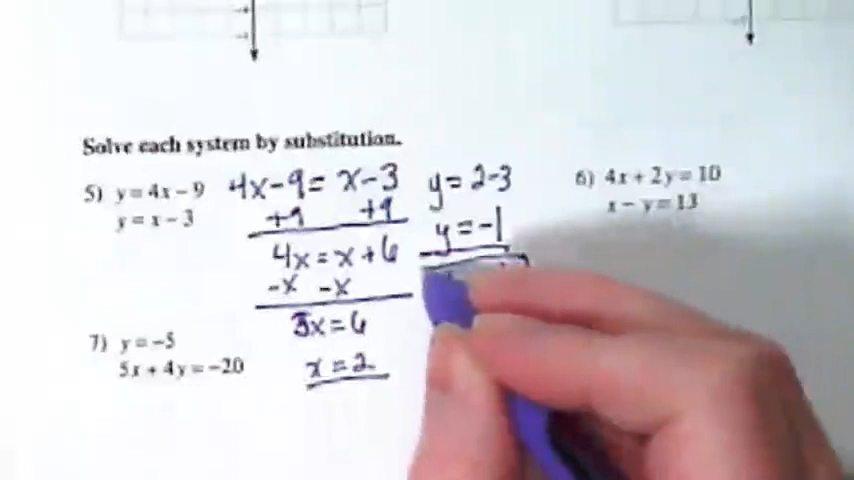 Solve each system by substitution.
5) y = 4x - 9
y = x - 3
4x-9 = x-3
+9 +9
4x = x+6
-x -x
3x = 6
x = 2
y = 2-3
y = -1
6) 4x + 2y = 10
x - y = 13
7) y = -5
5x + 4y = -20